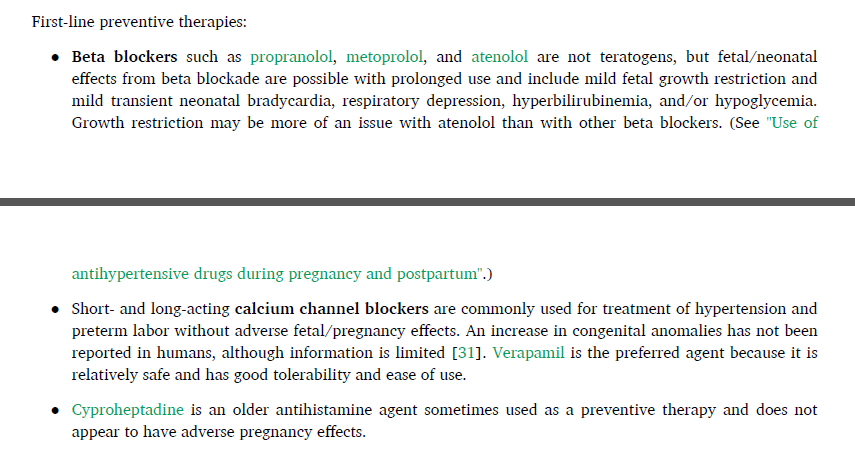 First-line preventive therapies:
● Beta blockers such as propranolol, metoprolol, and atenolol are not teratogens, but fetal/neonatal
effects from beta blockade are possible with prolonged use and include mild fetal growth restriction and
mild transient neonatal bradycardia, respiratory depression, hyperbilirubinemia, and/or hypoglycemia.
Growth restriction may be more of an issue with atenolol than with other beta blockers. (See "Use of
antihypertensive drugs during pregnancy and postpartum".)
● Short- and long-acting calcium channel blockers are commonly used for treatment of hypertension and
preterm labor without adverse fetal/pregnancy effects. An increase in congenital anomalies has not been
reported in humans, although information is limited [31]. Verapamil is the preferred agent because it is
relatively safe and has good tolerability and ease of use.
● Cyproheptadine is an older antihistamine agent sometimes used as a preventive therapy and does not
appear to have adverse pregnancy effects.